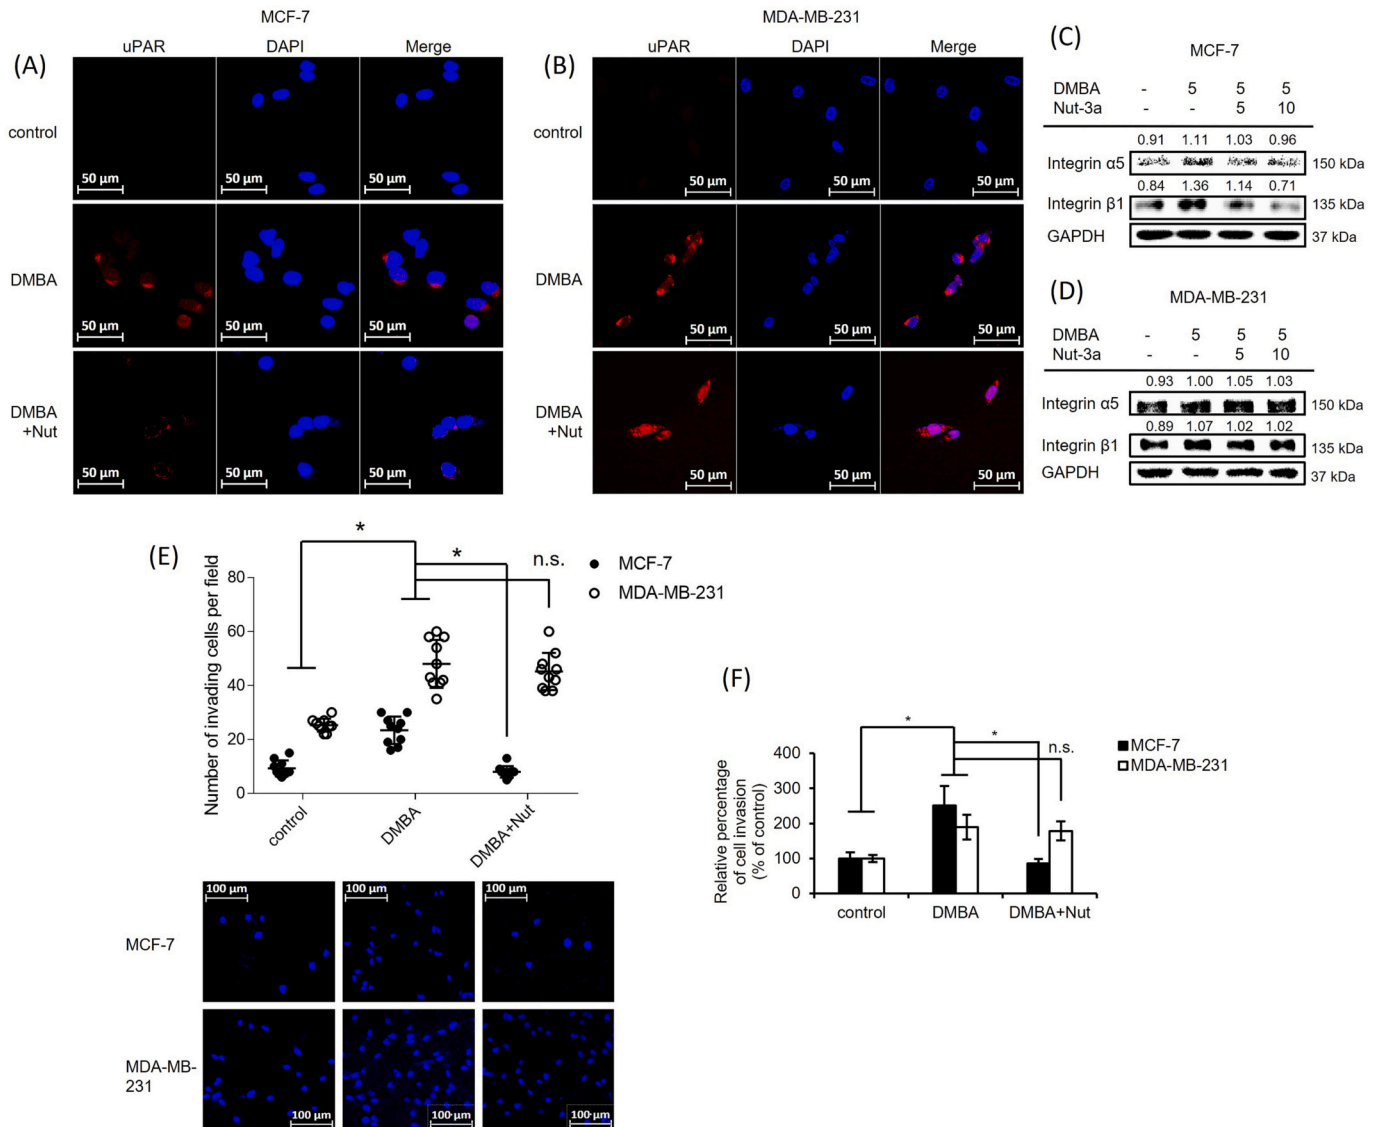 MCF-7
uPAR DAPI Merge
(A)
control
50 µm 50 µm 50 µm
DMBA
50 µm 50 µm 50 µm
DMBA
+Nut
50 µm 50 µm 50 µm
MDA-MB-231
uPAR DAPI Merge
(B)
control
50 µm 50 µm 50 µm
DMBA
50 µm 50 µm 50 µm
DMBA
+Nut
50 µm 50 µm 50 µm
(C)
MCF-7
DMBA - 5 5 5
Nut-3a - - 5 10
0.91 1.11 1.03 0.96
Integrin α5 150 kDa
0.84 1.36 1.14 0.71
Integrin β1 135 kDa
GAPDH 37 kDa
(D)
MDA-MB-231
DMBA - 5 5 5
Nut-3a - - 5 10
0.93 1.00 1.05 1.03
Integrin α5 150 kDa
0.89 1.07 1.02 1.02
Integrin β1 135 kDa
GAPDH 37 kDa
(E)
* * n.s.
MCF-7
MDA-MB-231
Number of invading cells per field
80
60
40
20
0
control DMBA DMBA+Nut
100 µm 100 µm 100 µm
MCF-7
MDA-MB-
231
100 µm 100 µm 100 µm
(F)
* * n.s.
MCF-7
MDA-MB-231
Relative percentage
of cell invasion
(% of control)
400
300
200
100
0
control DMBA DMBA+Nut